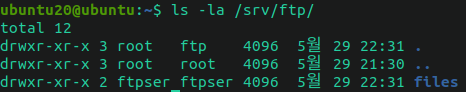 ubuntu20@ubuntu:~$ ls -la /srv/ftp/
total 12
drwxr-xr-x 3 root   ftp    4096  5월 29 22:31 .
drwxr-xr-x 3 root   root   4096  5월 29 21:30 ..
drwxr-xr-x 2 ftpser ftpser 4096  5월 29 22:31 files